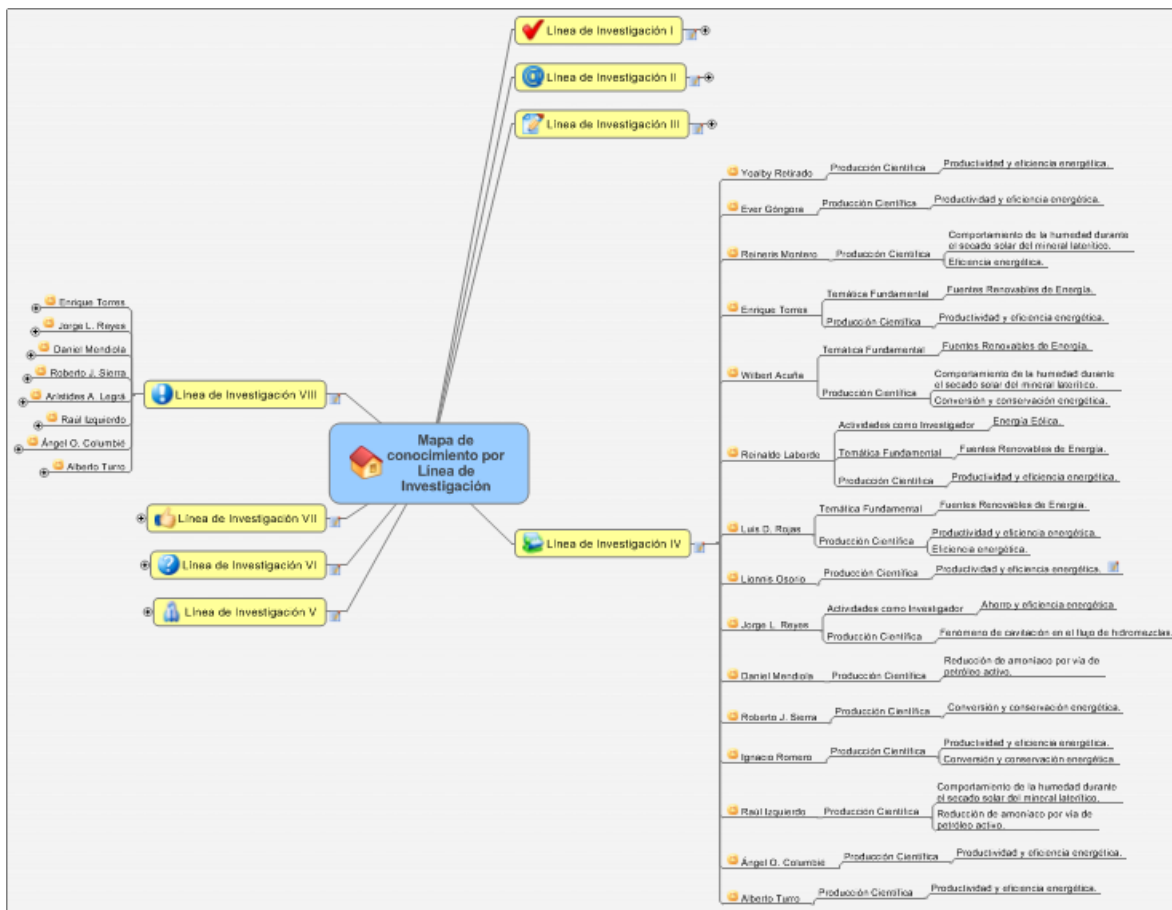 Línea de Investigación I
Línea de Investigación II
Línea de Investigación III
Mapa de
conocimiento por
Línea de
Investigación
Línea de Investigación IV
Yoalby Retirado
Producción Científica
Productividad y eficiencia energética.
Ever Góngora
Producción Científica
Productividad y eficiencia energética.
Reineris Montero
Producción Científica
Comportamiento de la humedad durante
el secado solar del mineral laterítico.
Eficiencia energética.
Enrique Torres
Temática Fundamental
Fuentes Renovables de Energía.
Producción Científica
Productividad y eficiencia energética.
Wilbert Acuña
Temática Fundamental
Fuentes Renovables de Energía.
Producción Científica
Comportamiento de la humedad durante
el secado solar del mineral laterítico.
Conversión y conservación energética.
Reinaldo Laborde
Actividades como Investigador
Energía Eólica.
Temática Fundamental
Fuentes Renovables de Energía.
Producción Científica
Productividad y eficiencia energética.
Luis D. Rojas
Temática Fundamental
Fuentes Renovables de Energía.
Producción Científica
Productividad y eficiencia energética.
Eficiencia energética.
Lionnis Osorio
Producción Científica
Productividad y eficiencia energética.
Jorge L. Reyes
Actividades como Investigador
Ahorro y eficiencia energética
Producción Científica
Fenómeno de cavitación en el flujo de hidromezclas.
Daniel Mendiola
Producción Científica
Reducción de amoníaco por vía de
petróleo activo.
Roberto J. Sierra
Producción Científica
Conversión y conservación energética.
Ignacio Romero
Producción Científica
Productividad y eficiencia energética.
Conversión y conservación energética
Raúl Izquierdo
Producción Científica
Comportamiento de la humedad durante
el secado solar del mineral laterítico.
Reducción de amoníaco por vía de
petróleo activo.
Ángel O. Columbié
Producción Científica
Productividad y eficiencia energética.
Alberto Turro
Producción Científica
Productividad y eficiencia energética.
Línea de Investigación V
Línea de Investigación VI
Línea de Investigación VII
Línea de Investigación VIII
Enrique Torres
Jorge L. Reyes
Daniel Mendiola
Roberto J. Sierra
Arístides A. Legrá
Raúl Izquierdo
Ángel O. Columbié
Alberto Turro